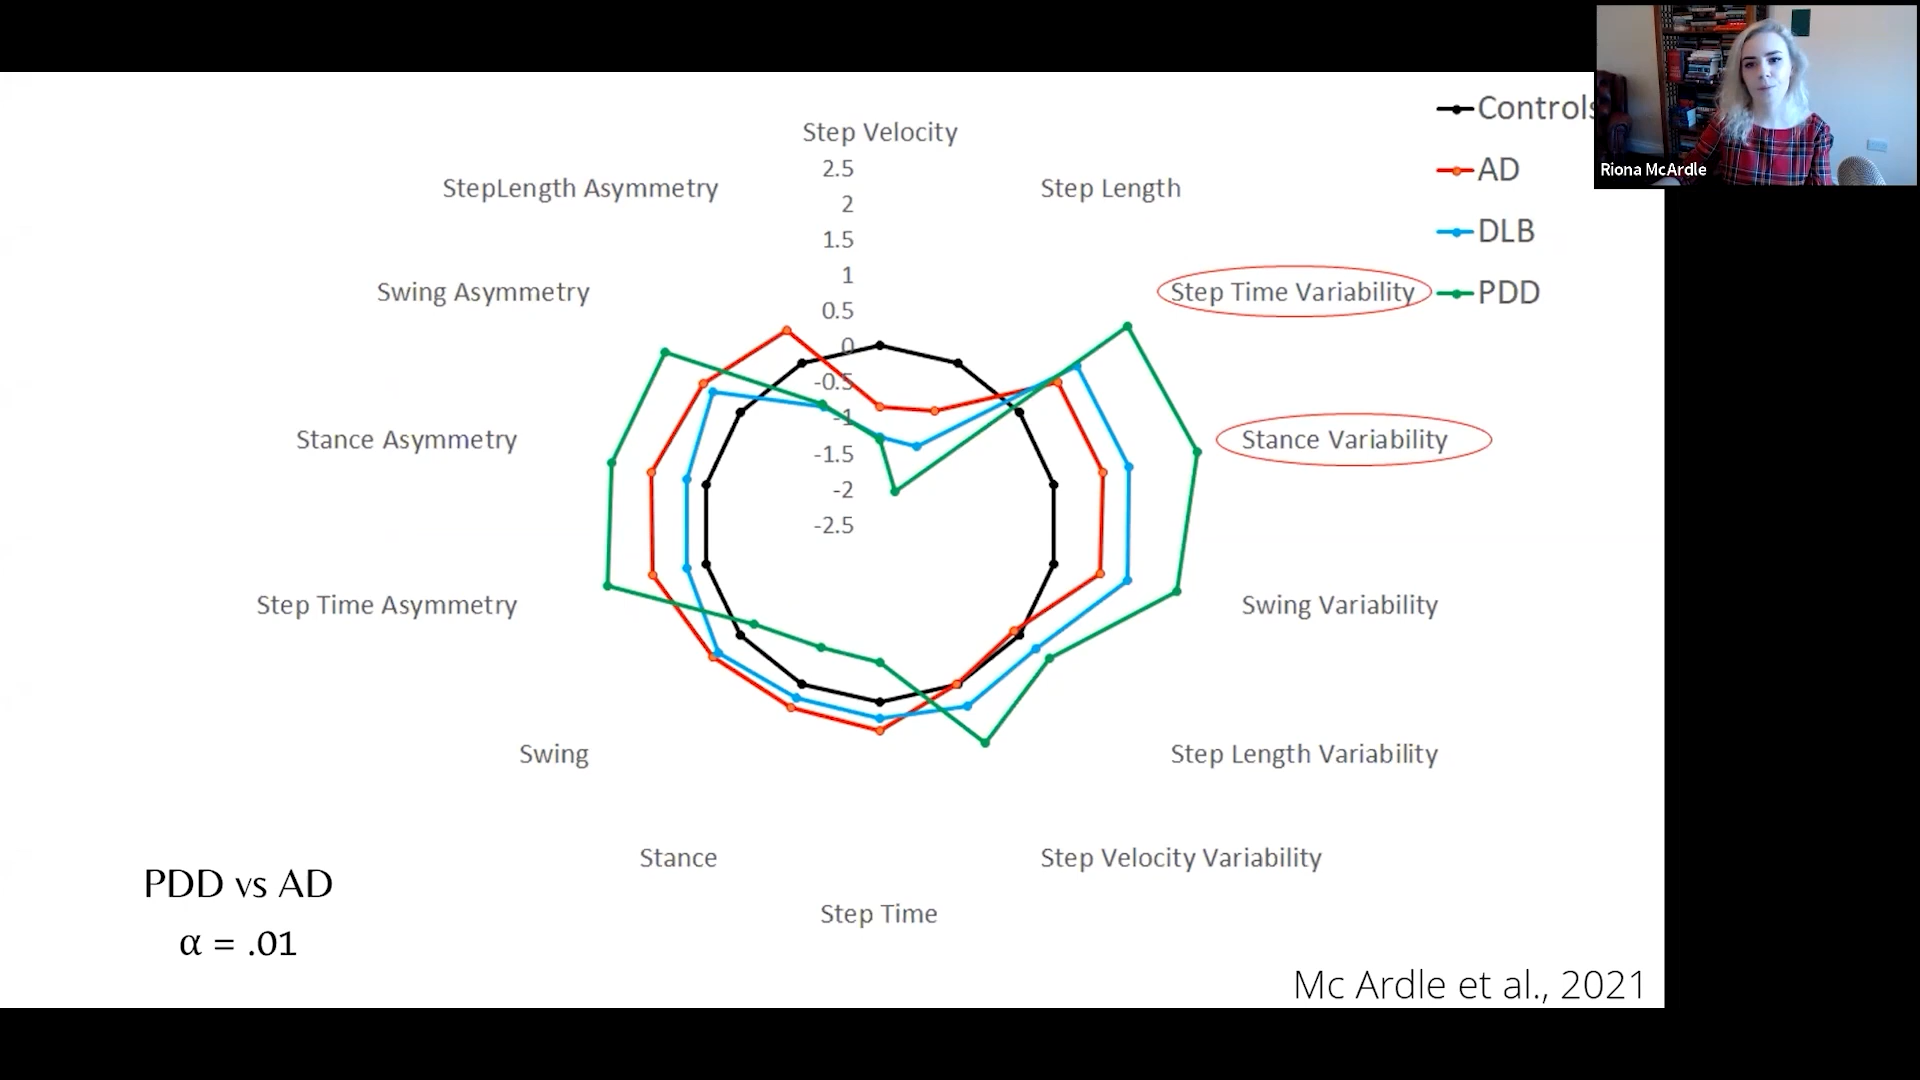 Step Velocity
StepLength Asymmetry
Step Length
Swing Asymmetry
Step Time Variability
Stance Asymmetry
Stance Variability
Step Time Asymmetry
Swing Variability
Swing
Step Length Variability
Stance
Step Velocity Variability
Step Time
2.5
2
1.5
1
0.5
0
-0.5
-1
-1.5
-2
-2.5
Controls
AD
DLB
PDD
Riona McArdle
PDD vs AD
α = .01
Mc Ardle et al., 2021